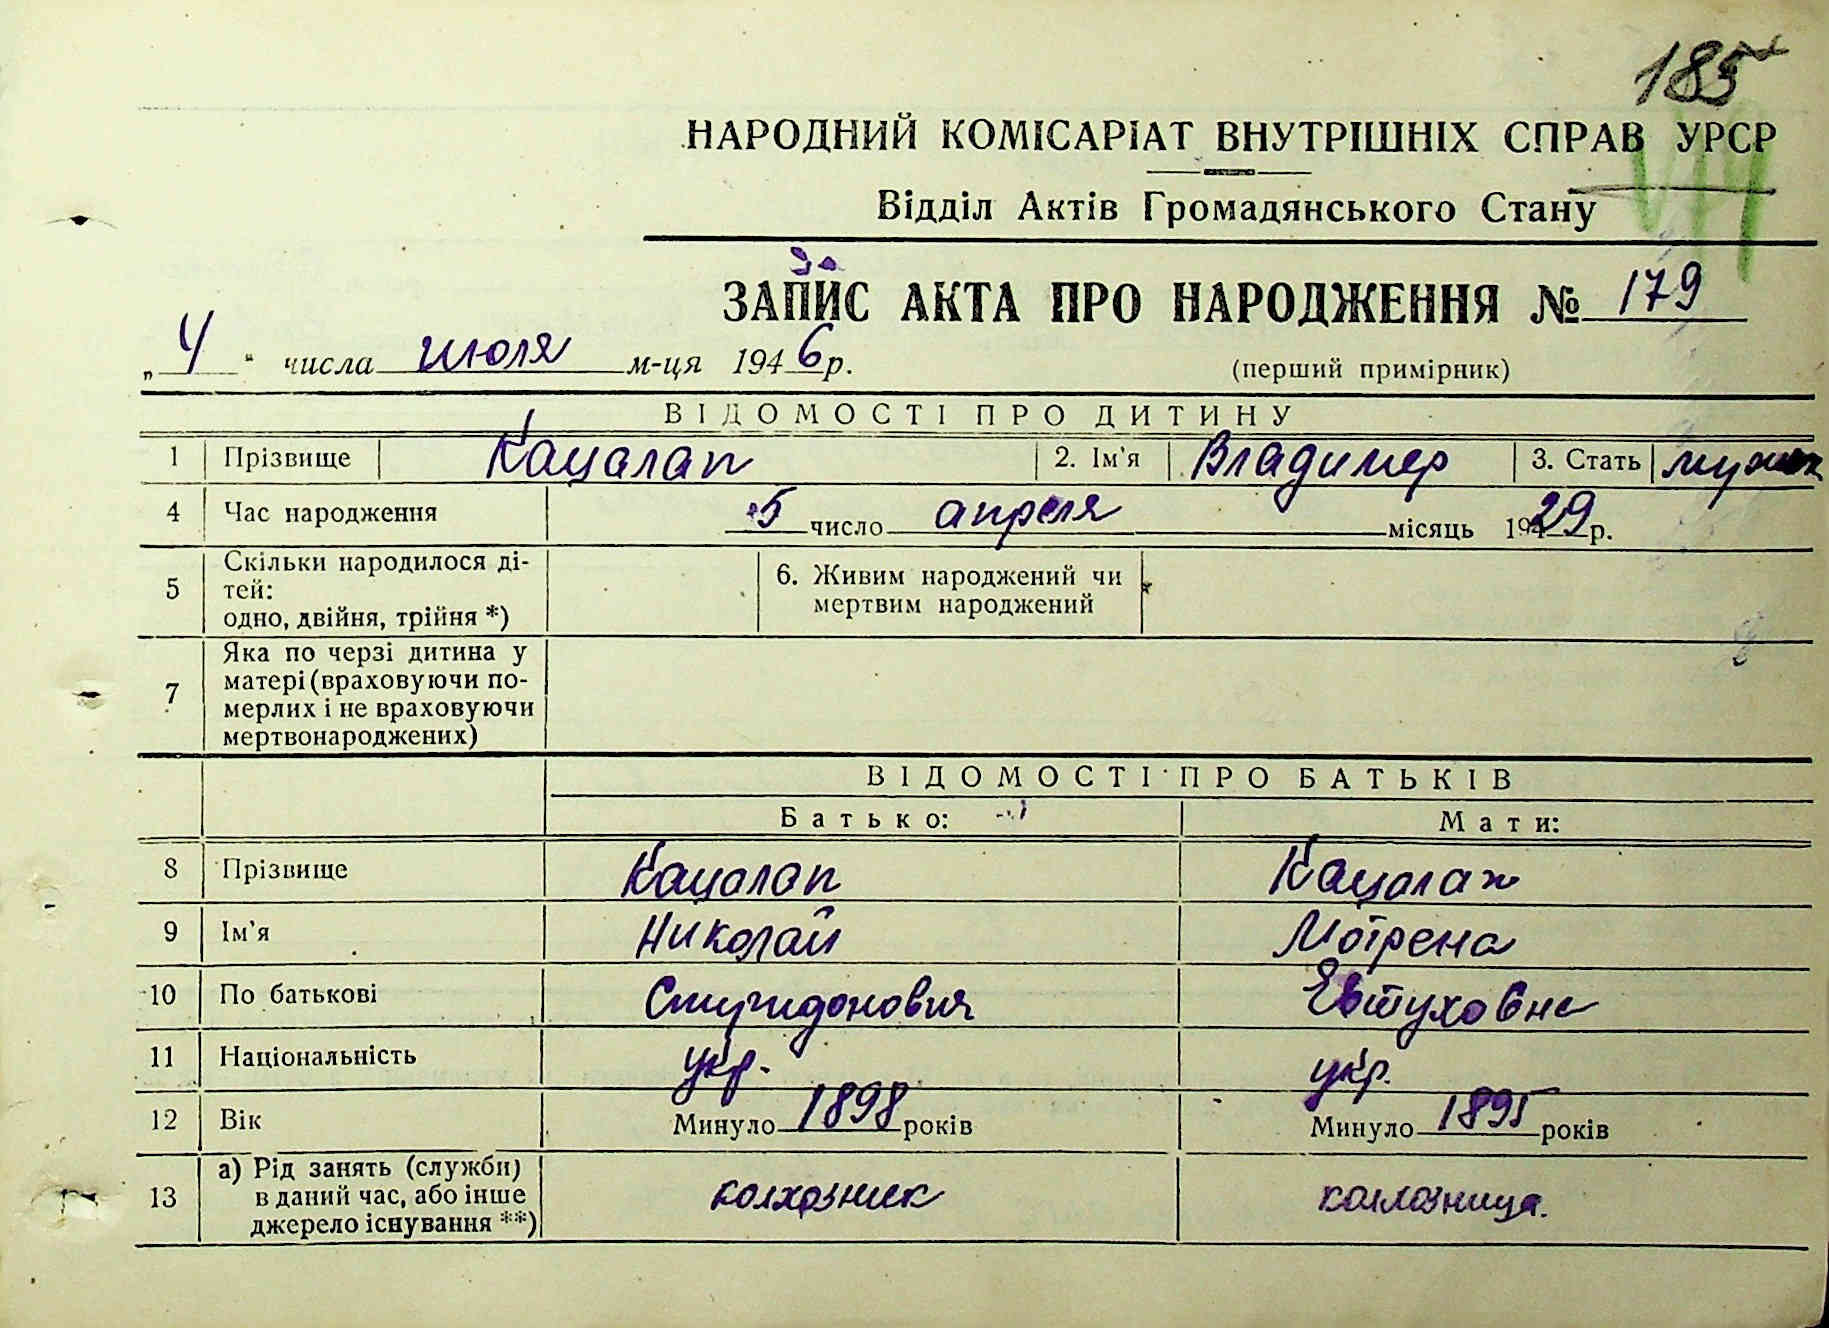 185
НАРОДНИЙ КОМІСАРІАТ ВНУТРІШНІХ СПРАВ УРСР
Відділ Актів Громадянського Стану
ЗАПИС АКТА ПРО НАРОДЖЕННЯ № 179
„ 4 “ числа июля м-ця 1946 р.
(перший примірник)
ВІДОМОСТІ ПРО ДИТИНУ
1 Прізвище Кацалап 2. Ім'я Владимер 3. Стать
4 Час народження 5 число апреля місяць 1929 р.
5 Скільки народилося ді-
тей:
одно, двійня, трійня *)
6. Живим народжений чи
мертвим народжений
7 Яка по черзі дитина у
матері (враховуючи по-
мерлих і не враховуючи
мертвонароджених)
ВІДОМОСТІ ПРО БАТЬКІВ
Батько: Мати:
8 Прізвище Кацалап Кацалап
9 Ім'я Николай Мотрена
10 По батькові Евтуховна
11 Національність укр. укр.
12 Вік Минуло 1898 років Минуло 1895 років
13 а) Рід занять (служби)
в даний час, або інше
джерело існування **)
колхозник колхозница.